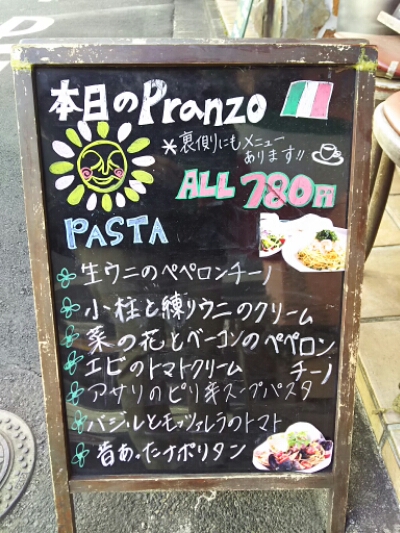 本日のPranzo
*裏側にもメニュー
あります!!
ALL 780円
PASTA
生ウニのペペロンチーノ
小柱と練りウニのクリーム
菜の花とベーコンのペペロン
チーノ
エビのトマトクリーム
アサリのピリ辛スープパスタ
バジルとモッツァレラのトマト
昔あったナポリタン